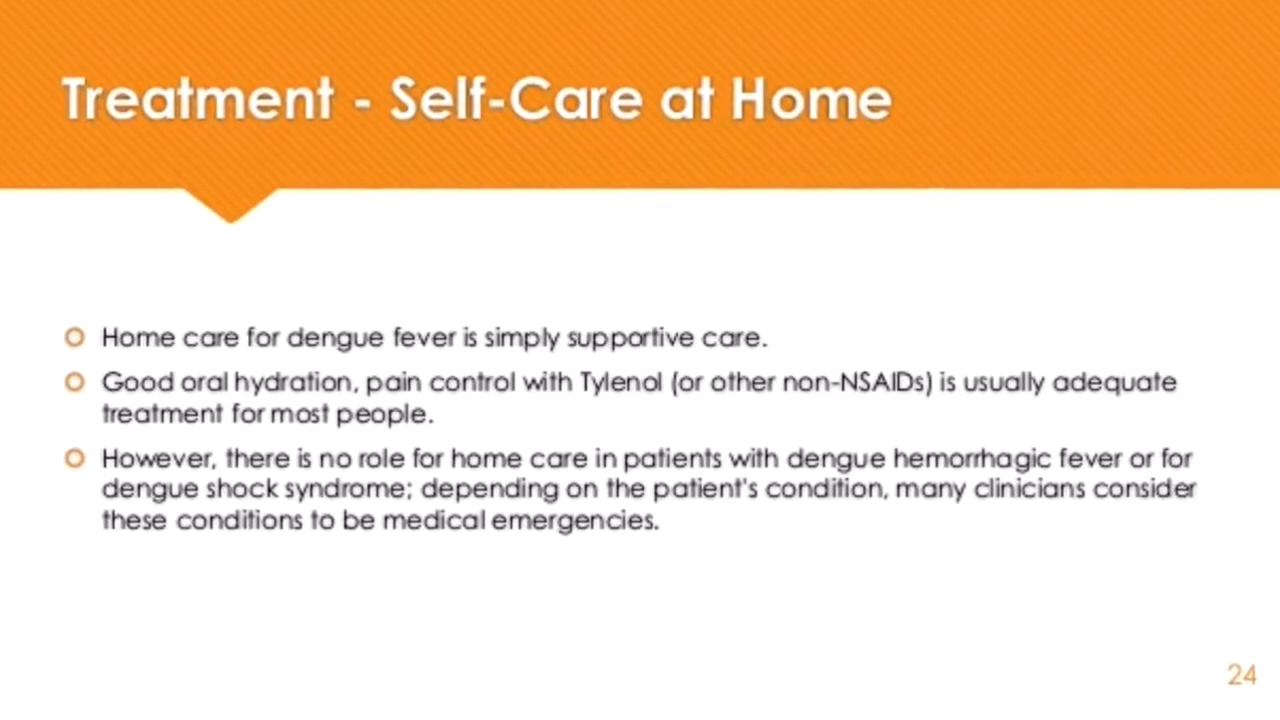 Treatment - Self-Care at Home
Home care for dengue fever is simply supportive care.
Good oral hydration, pain control with Tylenol (or other non-NSAIDs) is usually adequate
treatment for most people.
However, there is no role for home care in patients with dengue hemorrhagic fever or for
dengue shock syndrome; depending on the patient's condition, many clinicians consider
these conditions to be medical emergencies.
24